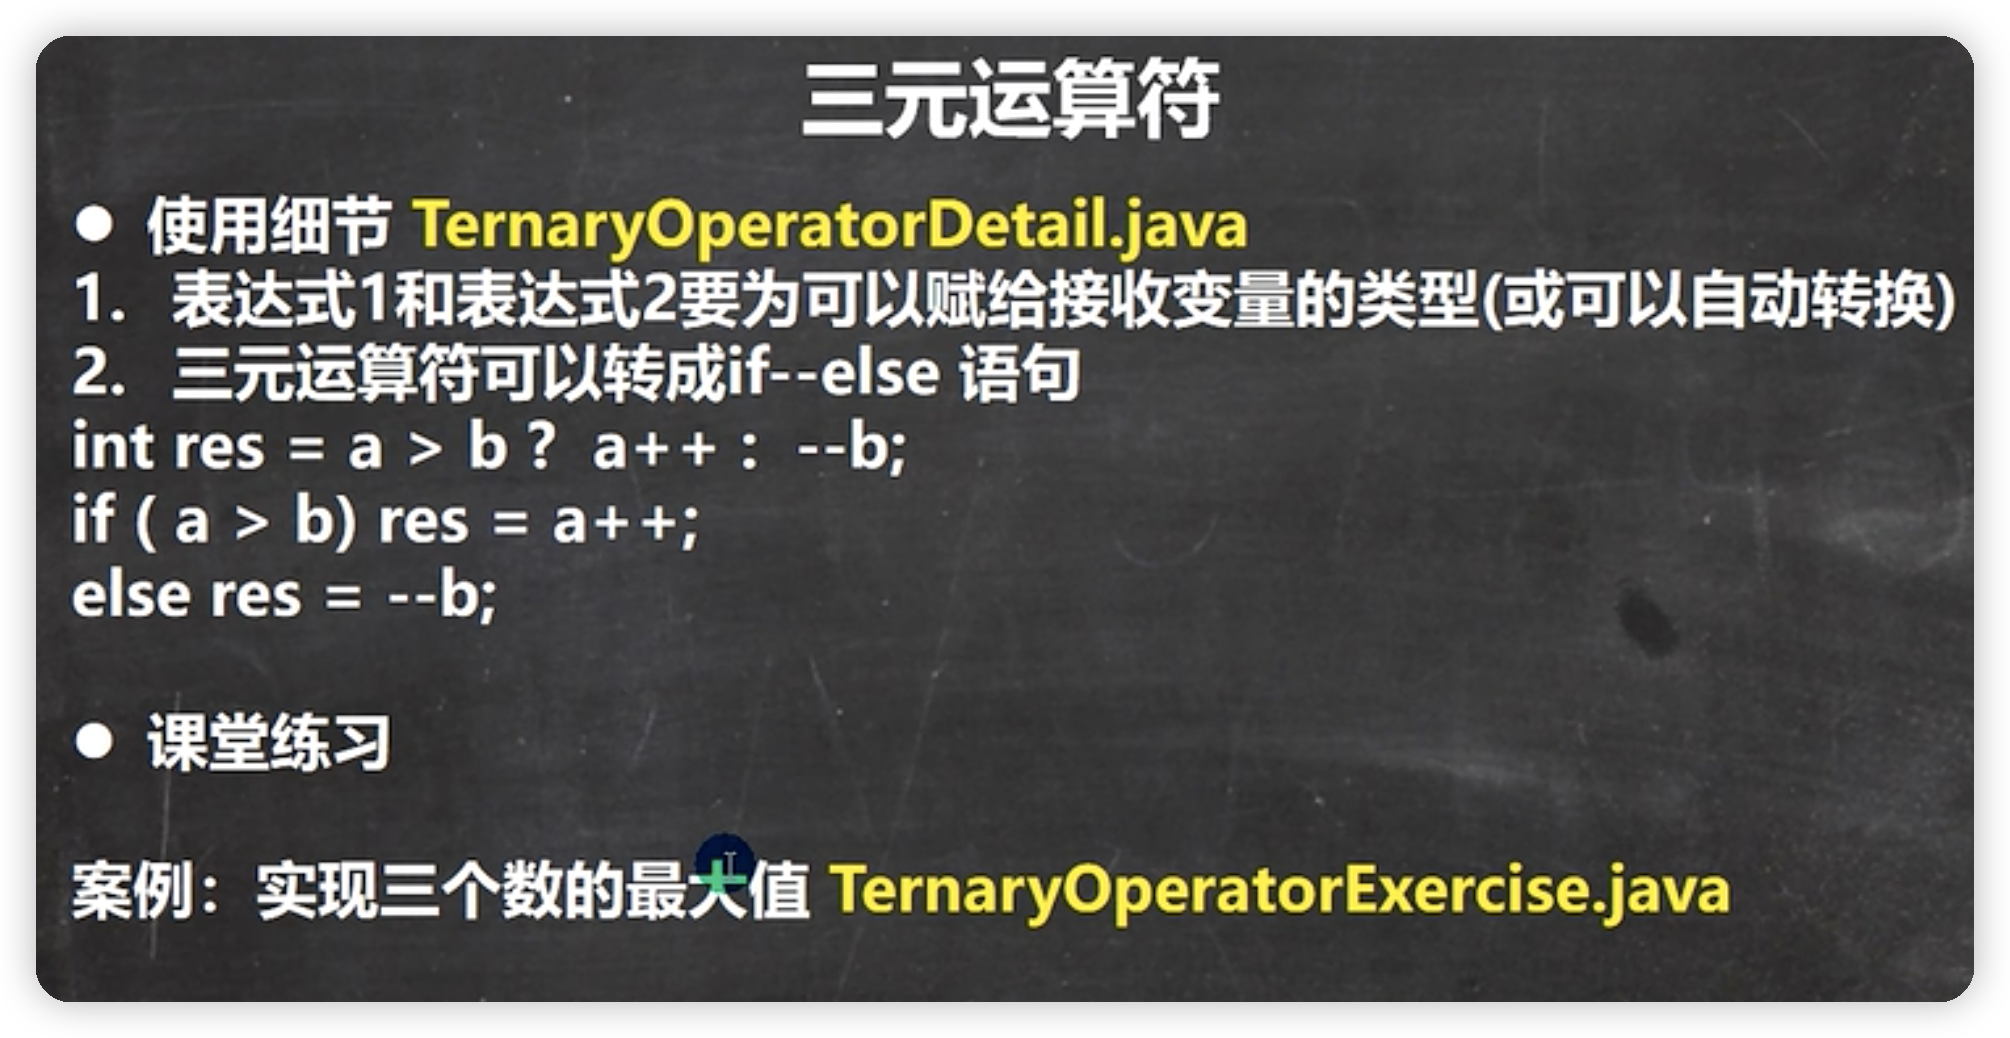 三元运算符
● 使用细节 TernaryOperatorDetail.java
1. 表达式1和表达式2要为可以赋给接收变量的类型(或可以自动转换)
2. 三元运算符可以转成if--else 语句
int res = a > b ? a++ : --b;
if ( a > b) res = a++;
else res = --b;
● 课堂练习
案例：实现三个数的最大值 TernaryOperatorExercise.java